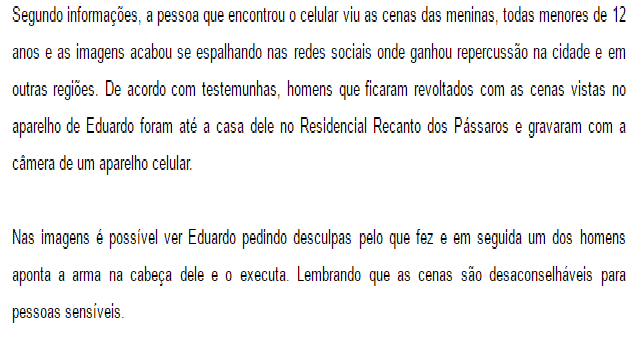 Segundo informações, a pessoa que encontrou o celular viu as cenas das meninas, todas menores de 12
anos e as imagens acabou se espalhando nas redes sociais onde ganhou repercussão na cidade e em
outras regiões. De acordo com testemunhas, homens que ficaram revoltados com as cenas vistas no
aparelho de Eduardo foram até a casa dele no Residencial Recanto dos Pássaros e gravaram com a
câmera de um aparelho celular.
Nas imagens é possível ver Eduardo pedindo desculpas pelo que fez e em seguida um dos homens
aponta a arma na cabeça dele e o executa. Lembrando que as cenas são desaconselháveis para
pessoas sensíveis.